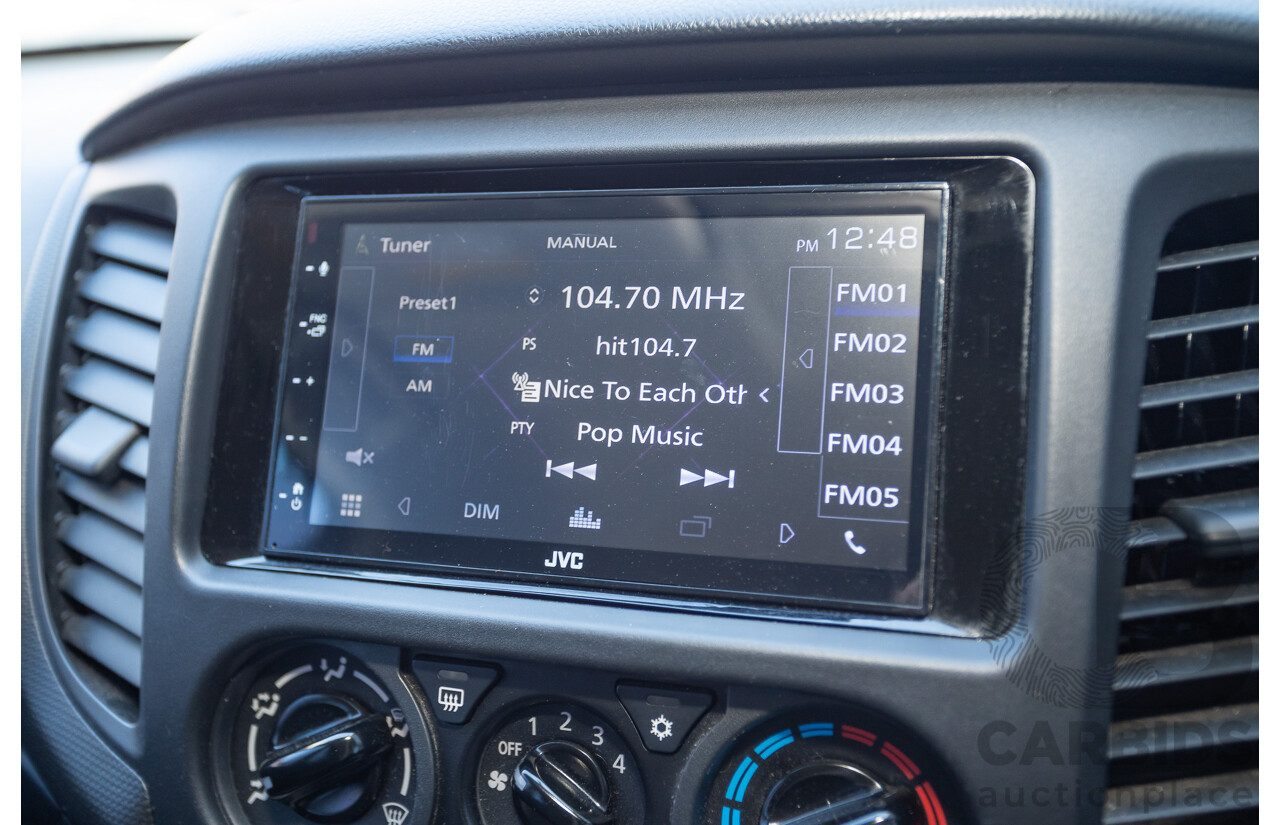 Tuner MANUAL PM 12:48
Preset1 104.70 MHz FM01
FM PS hit104.7 FM02
AM Nice To Each Oth FM03
PTY Pop Music FM04
FM05
DIM
FNC
JVC
OFF 1 2 3 4
CARBIDS
auctionplace